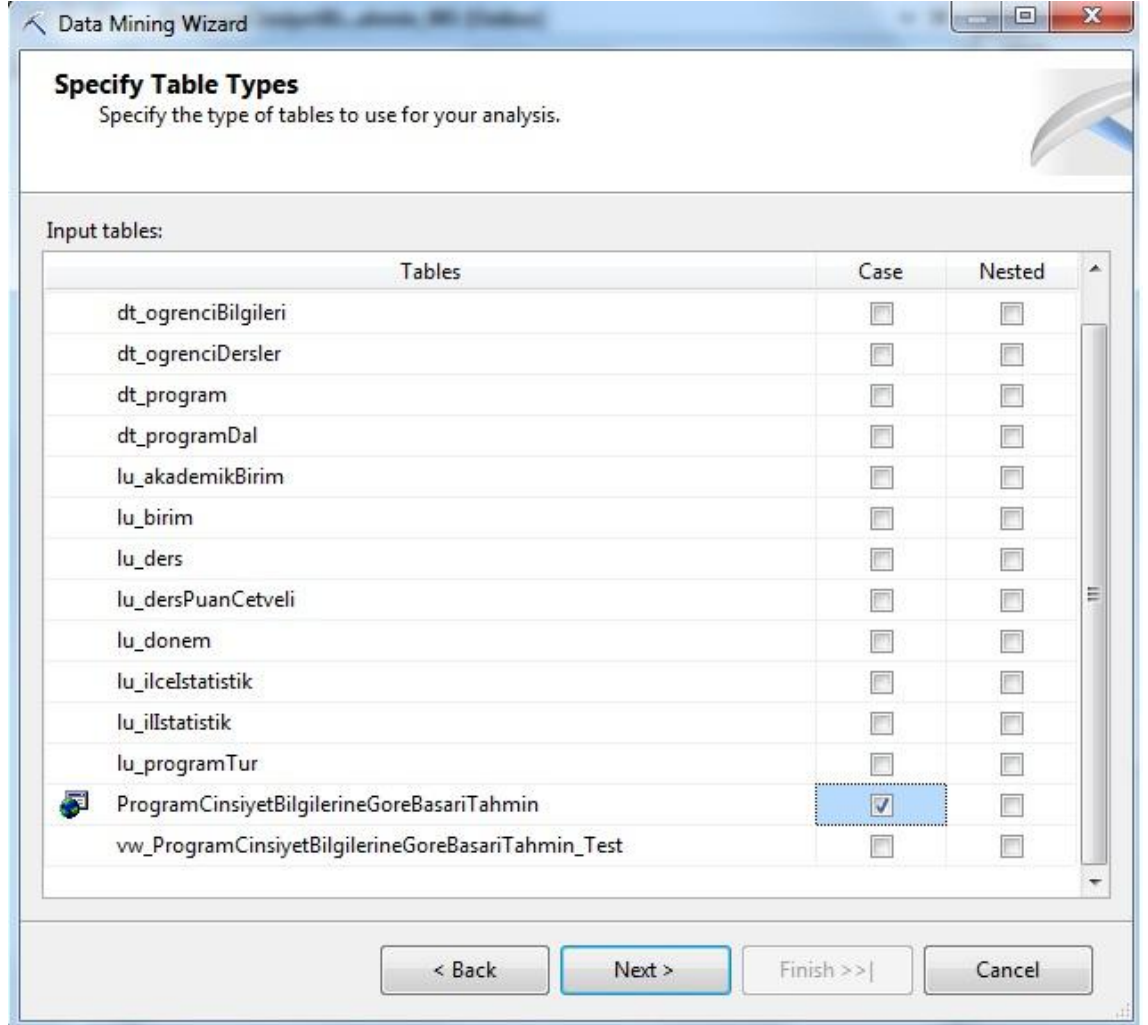 Data Mining Wizard
Specify Table Types
Specify the type of tables to use for your analysis.
Input tables:
Tables Case Nested
dt_ogrenciBilgileri
dt_ogrenciDersler
dt_program
dt_programDal
lu_akademikBirim
lu_birim
lu_ders
lu_dersPuanCetveli
lu_donem
lu_ilceIstatistik
lu_ilIstatistik
lu_programTur
ProgramCinsiyetBilgilerineGoreBasariTahmin
vw_ProgramCinsiyetBilgilerineGoreBasariTahmin_Test
< Back Next > Finish >>| Cancel